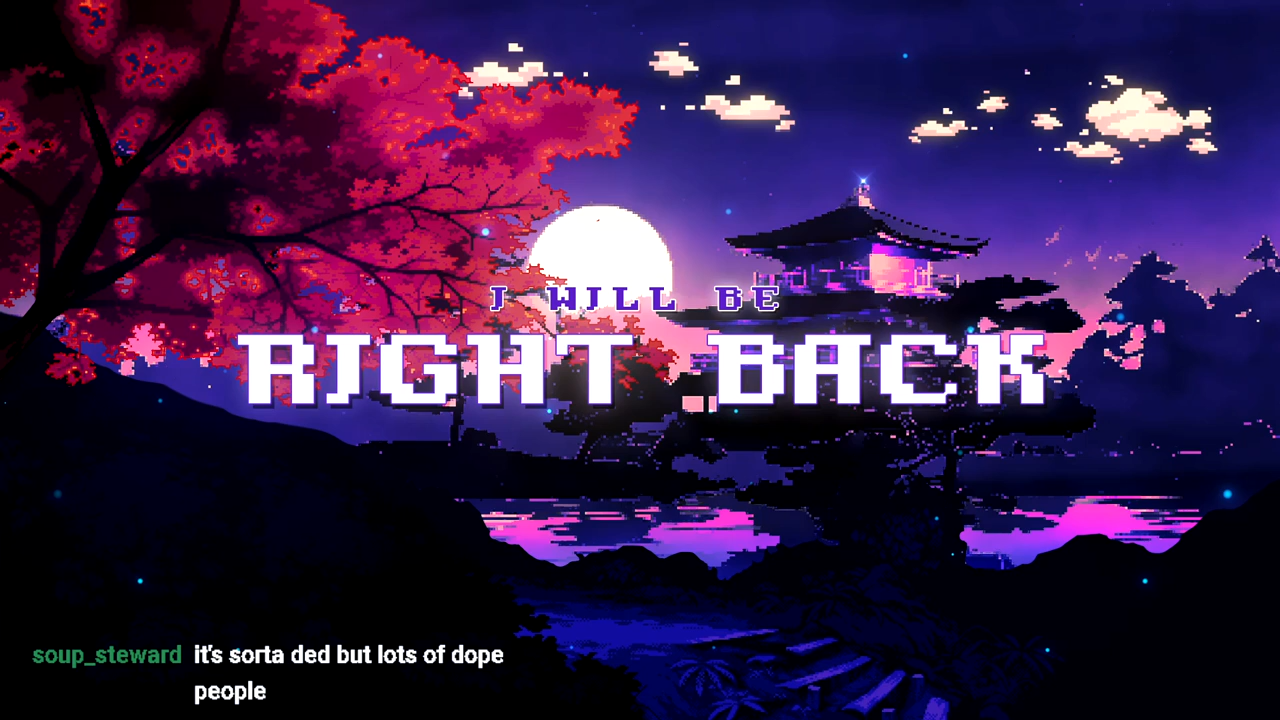 I WILL BE
RIGHT BACK
soup_steward it's sorta ded but lots of dope
people